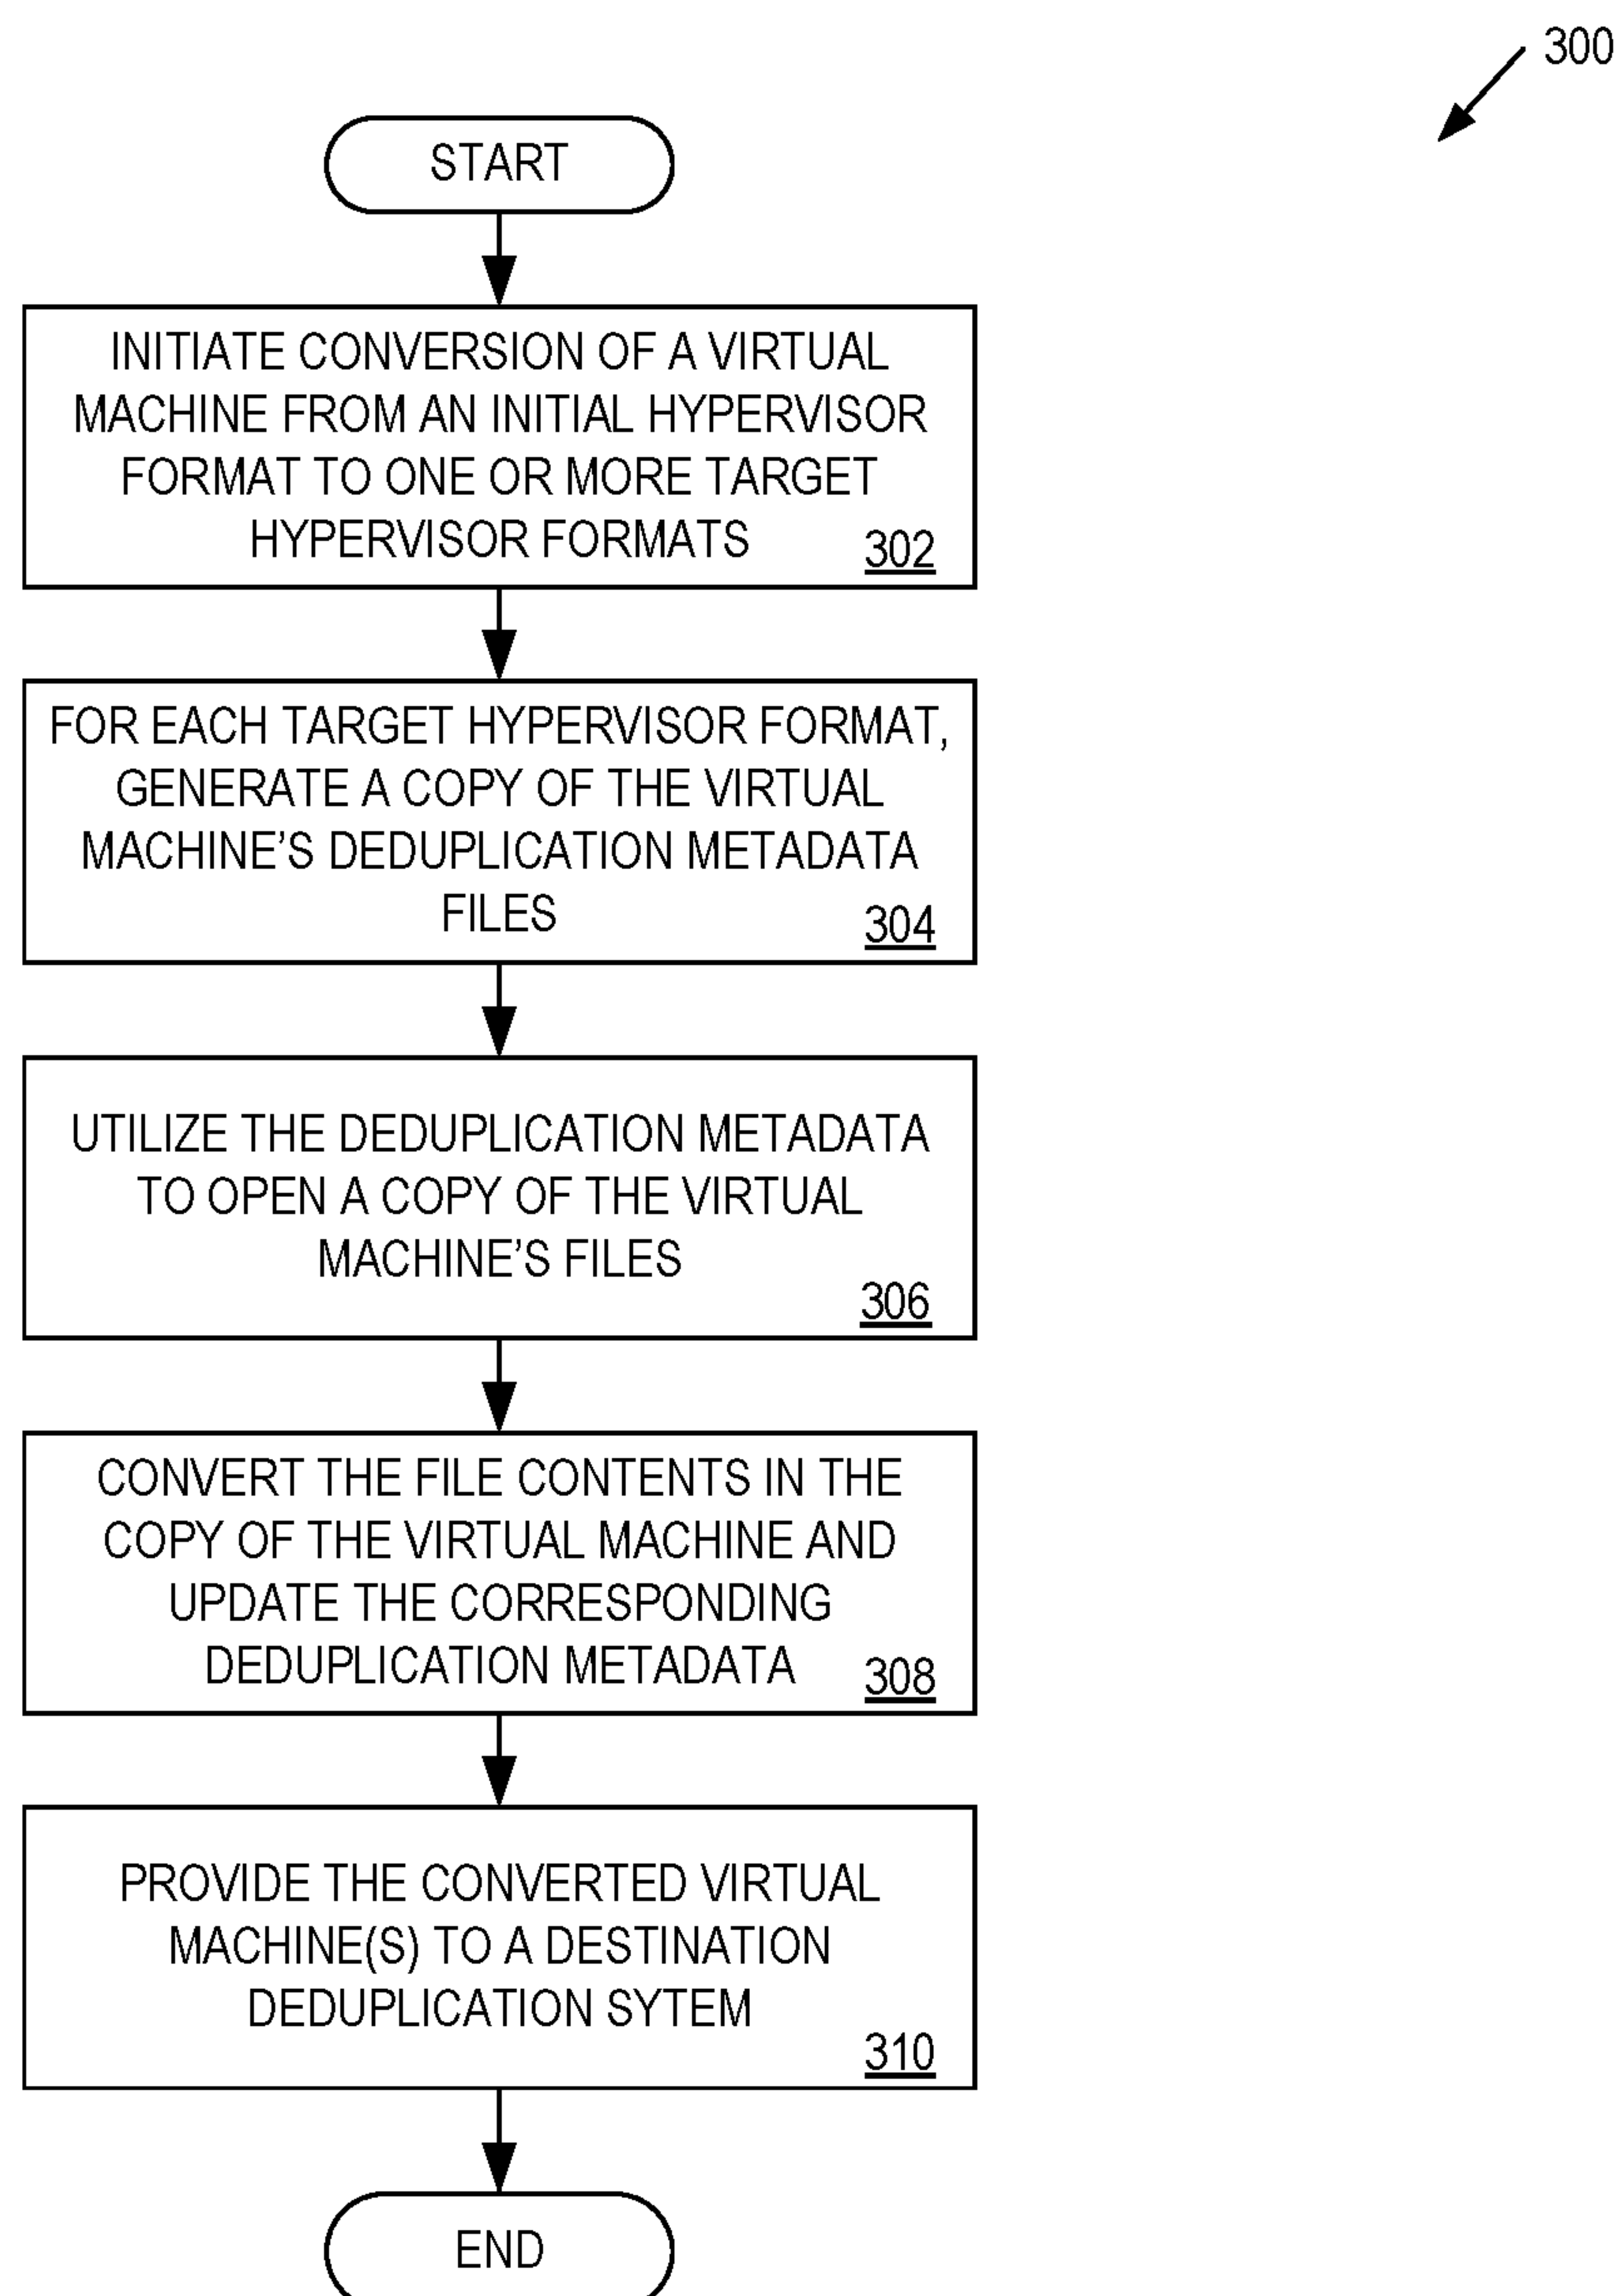 300
START
INITIATE CONVERSION OF A VIRTUAL
MACHINE FROM AN INITIAL HYPERVISOR
FORMAT TO ONE OR MORE TARGET
HYPERVISOR FORMATS
302
FOR EACH TARGET HYPERVISOR FORMAT,
GENERATE A COPY OF THE VIRTUAL
MACHINE’S DEDUPLICATION METADATA
FILES
304
UTILIZE THE DEDUPLICATION METADATA
TO OPEN A COPY OF THE VIRTUAL
MACHINE’S FILES
306
CONVERT THE FILE CONTENTS IN THE
COPY OF THE VIRTUAL MACHINE AND
UPDATE THE CORRESPONDING
DEDUPLICATION METADATA
308
PROVIDE THE CONVERTED VIRTUAL
MACHINE(S) TO A DESTINATION
DEDUPLICATION SYTEM
310
END